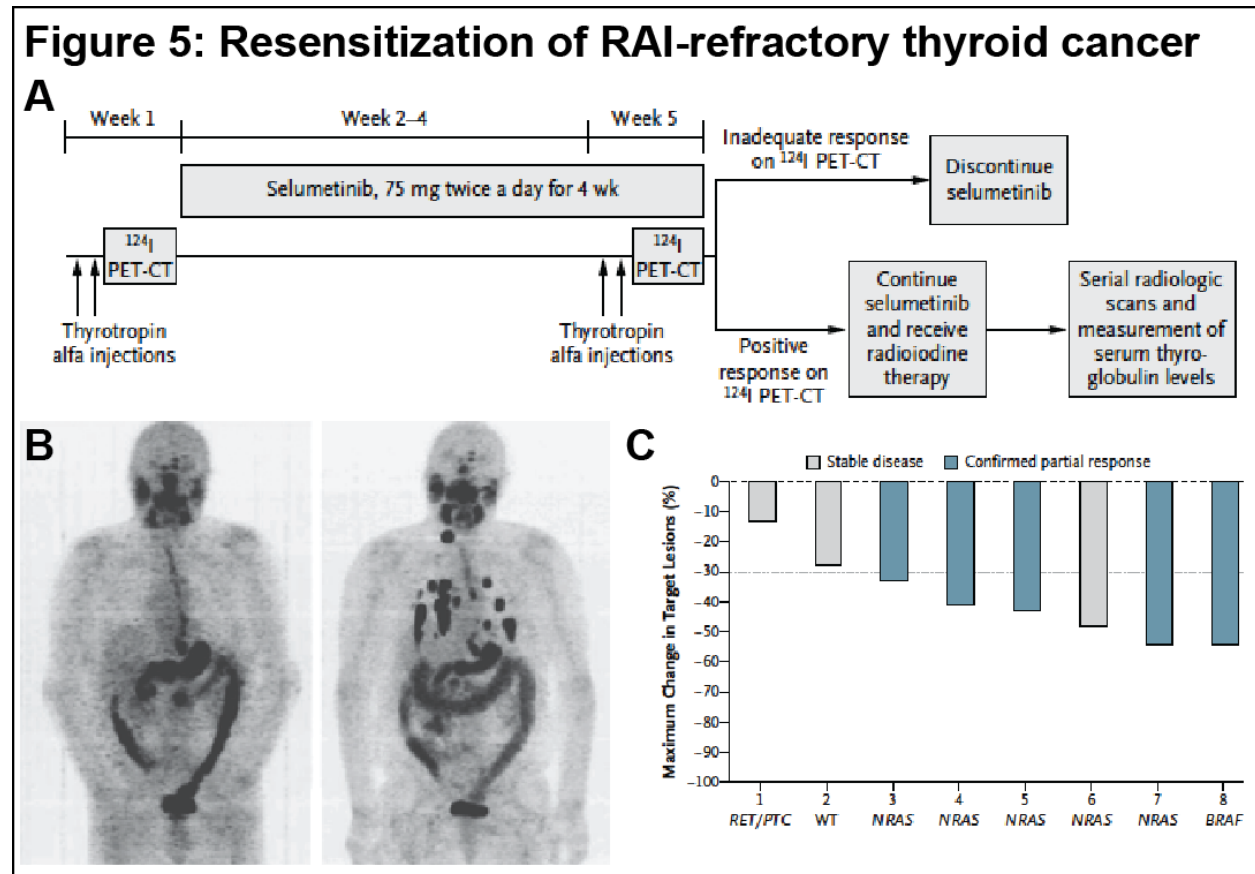 Figure 5: Resensitization of RAI-refractory thyroid cancer
A
Week 1
Week 2–4
Week 5
Selumetinib, 75 mg twice a day for 4 wk
124I
PET-CT
Thyrotropin
alfa injections
124I
PET-CT
Thyrotropin
alfa injections
Inadequate response
on 124I PET-CT
Discontinue
selumetinib
Positive
response on
124I PET-CT
Continue
selumetinib
and receive
radioiodine
therapy
Serial radiologic
scans and
measurement of
serum thyro-
globulin levels
B
C
Stable disease
Confirmed partial response
Maximum Change in Target Lesions (%)
0
−10
−20
−30
−40
−50
−60
−70
−80
−90
−100
1 2 3 4 5 6 7 8
RET/PTC WT NRAS NRAS NRAS NRAS NRAS BRAF